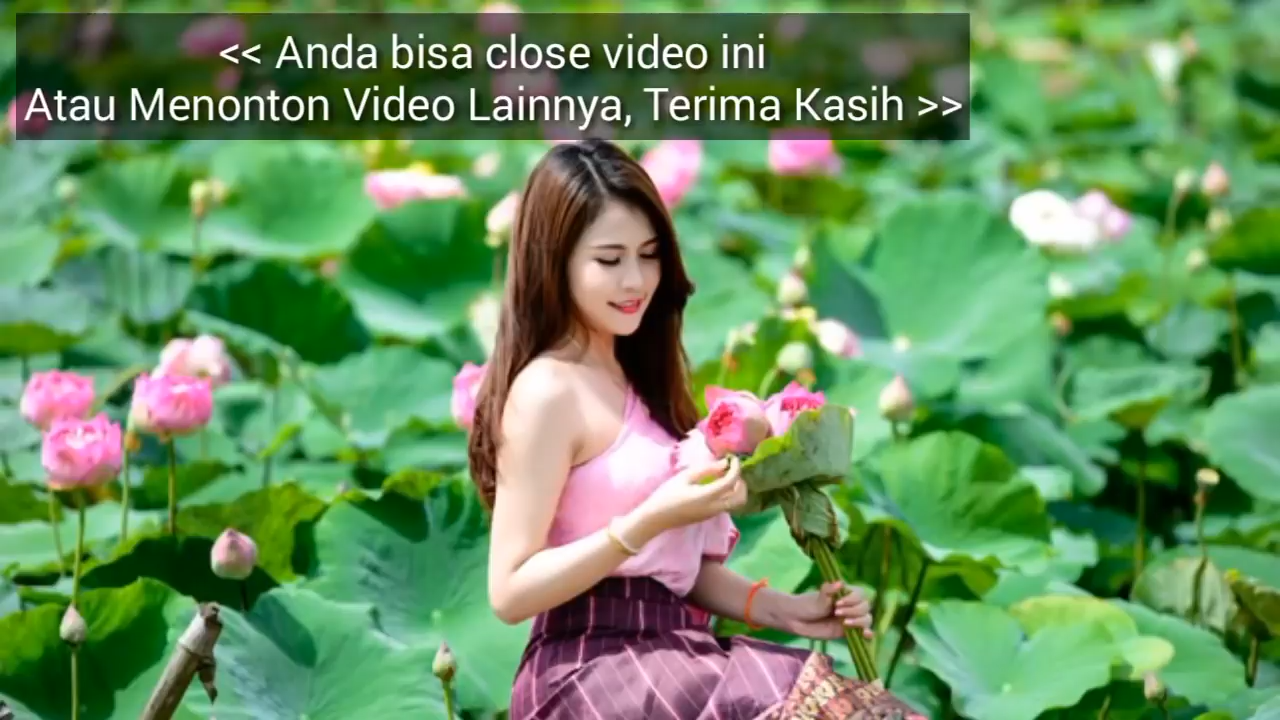 << Anda bisa close video ini
Atau Menonton Video Lainnya, Terima Kasih >>